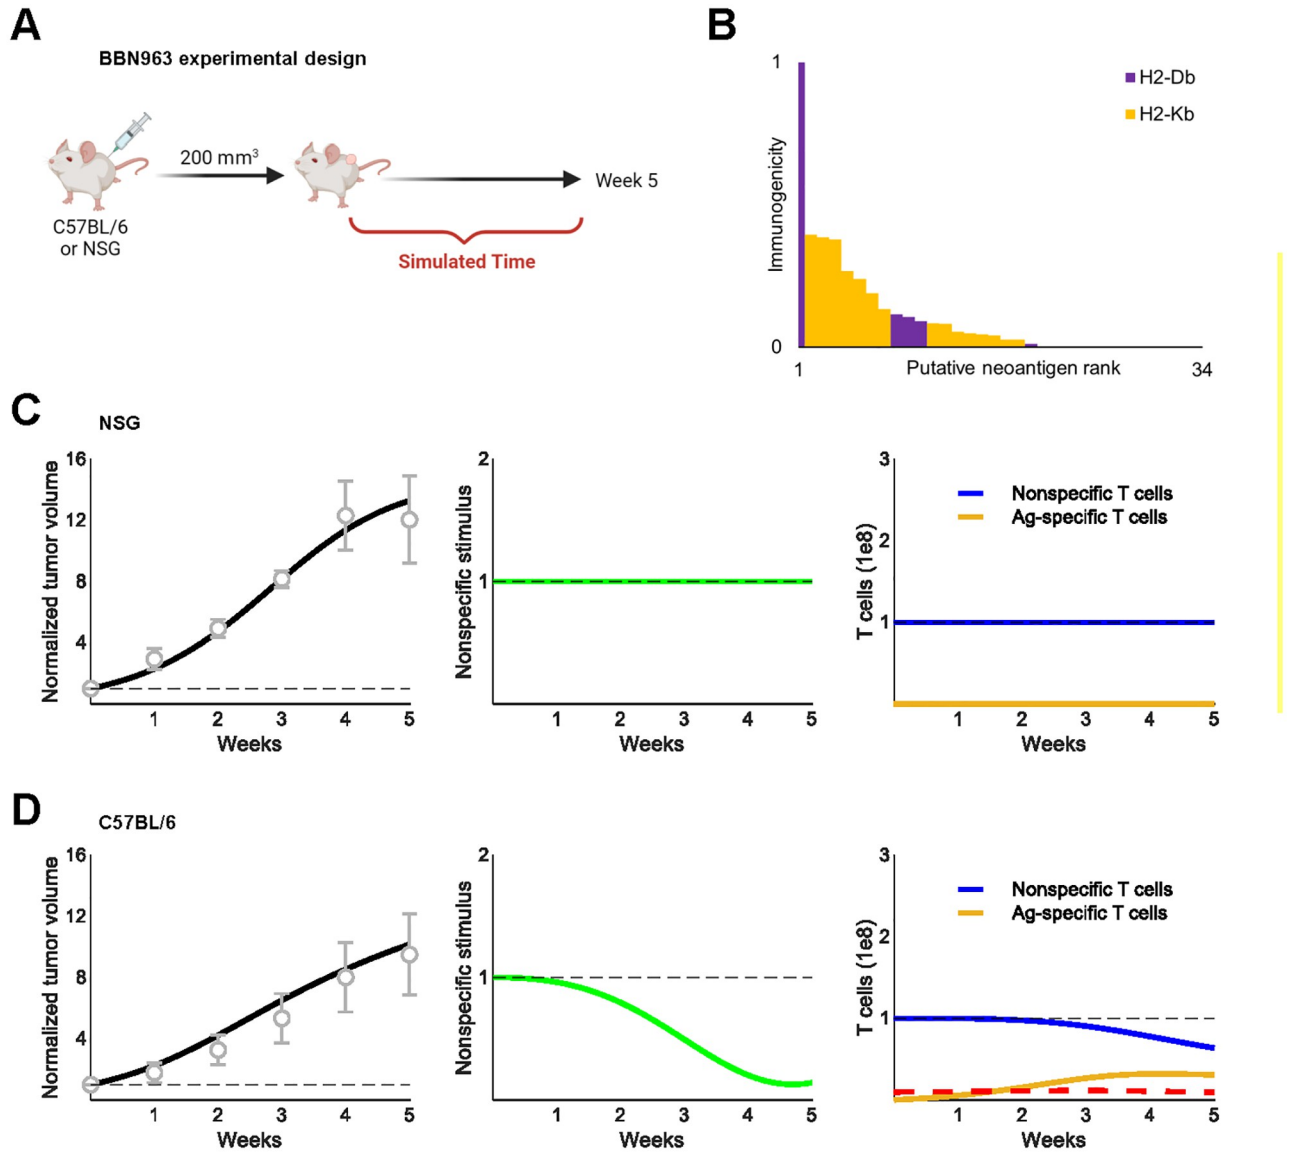 A
BBN963 experimental design
200 mm³
Week 5
C57BL/6
or NSG
Simulated Time
B
1
H2-Db
H2-Kb
Immunogenicity
0
1
Putative neoantigen rank
34
C
NSG
Normalized tumor volume
16
12
8
4
1 2 3 4 5
Weeks
Nonspecific stimulus
2
1
1 2 3 4 5
Weeks
T cells (1e8)
3
2
1
Nonspecific T cells
Ag-specific T cells
1 2 3 4 5
Weeks
D
C57BL/6
Normalized tumor volume
16
12
8
4
1 2 3 4 5
Weeks
Nonspecific stimulus
2
1
1 2 3 4 5
Weeks
T cells (1e8)
3
2
1
Nonspecific T cells
Ag-specific T cells
1 2 3 4 5
Weeks